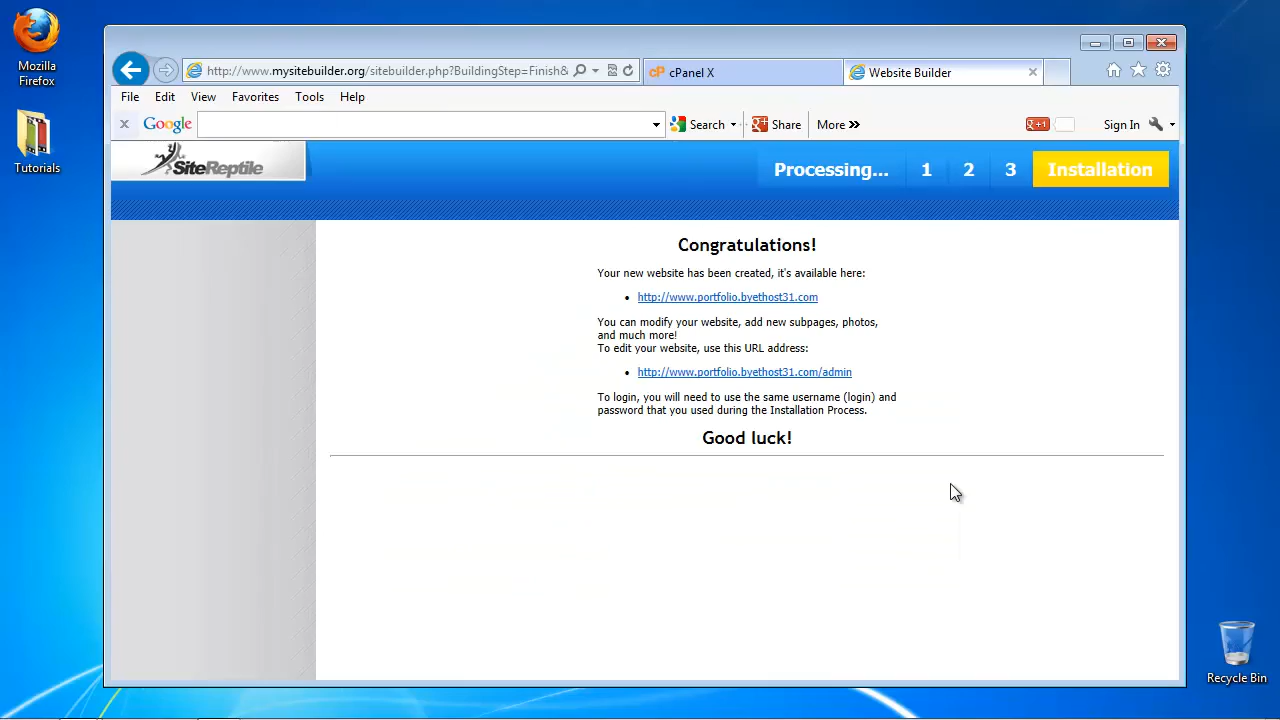 Mozilla
Firefox
Tutorials
http://www.mysitebuilder.org/sitebuilder.php?BuildingStep=Finish&
cP cPanel X
Website Builder
File Edit View Favorites Tools Help
x Google Search Share More » g+1 Sign In
SiteReptile
Processing... 1 2 3 Installation
Congratulations!
Your new website has been created, it's available here:
• http://www.portfolio.byethost31.com
You can modify your website, add new subpages, photos,
and much more!
To edit your website, use this URL address:
• http://www.portfolio.byethost31.com/admin
To login, you will need to use the same username (login) and
password that you used during the Installation Process.
Good luck!
Recycle Bin